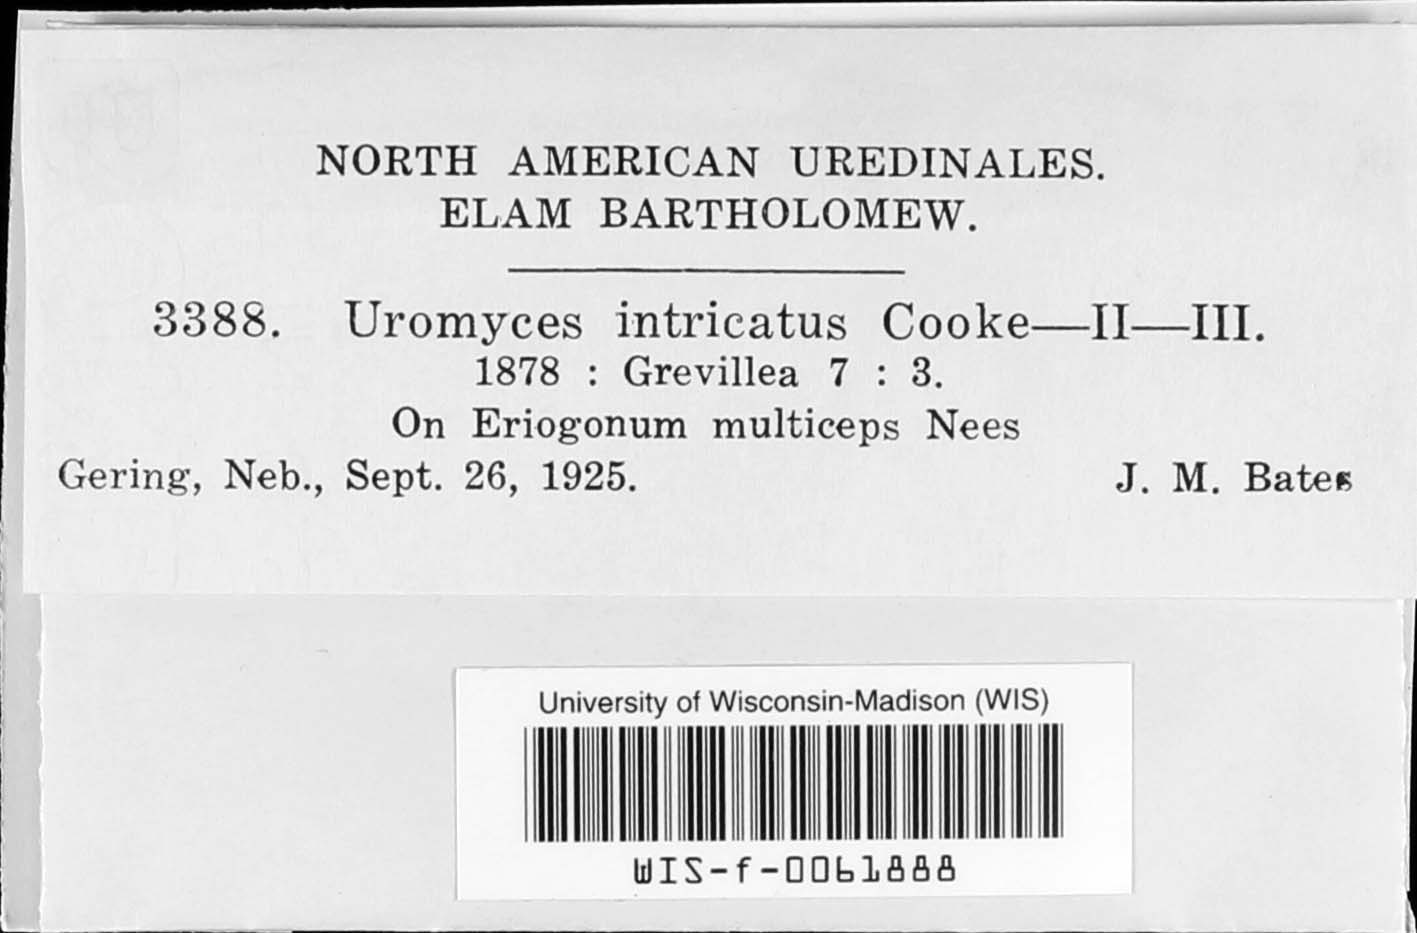 NORTH AMERICAN UREDINALES.
ELAM BARTHOLOMEW.
3388. Uromyces intricatus Cooke—II—III.
1878 : Grevillea 7 : 3.
On Eriogonum multiceps Nees
Gering, Neb., Sept. 26, 1925. J. M. Bates
University of Wisconsin-Madison (WIS)
WIS-f-0061888